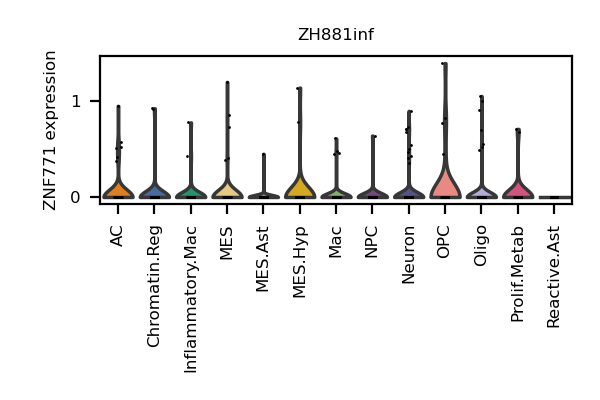 ZH881inf
ZNF771 expression
1
0
AC
Chromatin.Reg
Inflammatory.Mac
MES
MES.Ast
MES.Hyp
Mac
NPC
Neuron
OPC
Oligo
Prolif.Metab
Reactive.Ast